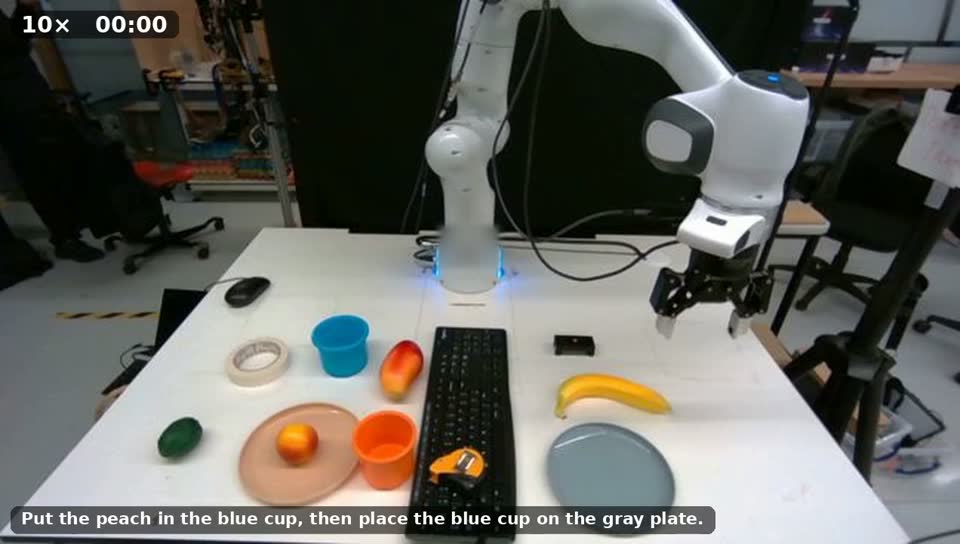 10× 00:00
Put the peach in the blue cup, then place the blue cup on the gray plate.